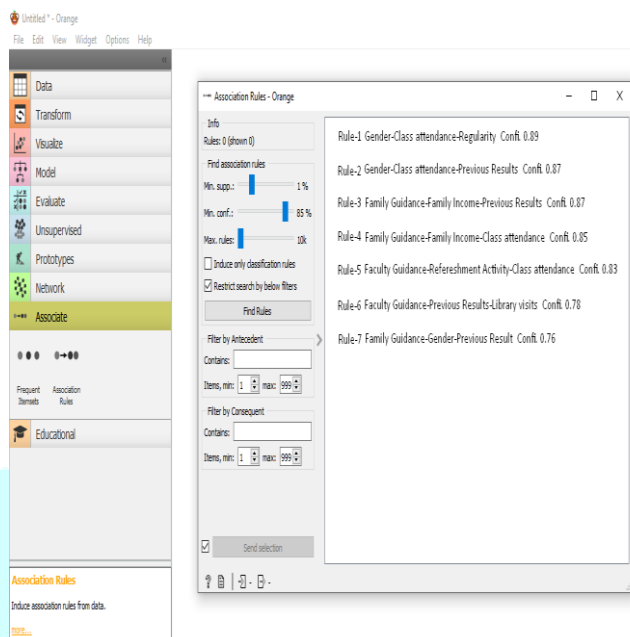 Untitled * - Orange
File Edit View Widget Options Help
Data
Transform
Visualize
Model
Evaluate
Unsupervised
Prototypes
Network
Associate
Frequent Itemsets
Association Rules
Educational
Association Rules
Induce association rules from data.
more...
Association Rules - Orange
Info
Rules: 0 (shown 0)
Find association rules
Min. supp.: 1 %
Min. conf.: 85 %
Max. rules: 10k
Induce only classification rules
Restrict search by below filters
Find Rules
Filter by Antecedent
Contains:
Items, min: 1 max: 999
Filter by Consequent
Contains:
Items, min: 1 max: 999
Send selection
Rule-1 Gender-Class attendance-Regularity Confi. 0.89
Rule-2 Gender-Class attendance-Previous Results Confi. 0.87
Rule-3 Family Guidance-Family Income-Previous Results Confi. 0.87
Rule-4 Family Guidance-Family Income-Class attendance Confi. 0.85
Rule-5 Faculty Guidance-Refereshment Activity-Class attendance Confi. 0.83
Rule-6 Faculty Guidance-Previous Results-Library visits Confi. 0.78
Rule-7 Family Guidance-Gender-Previous Result Confi. 0.76